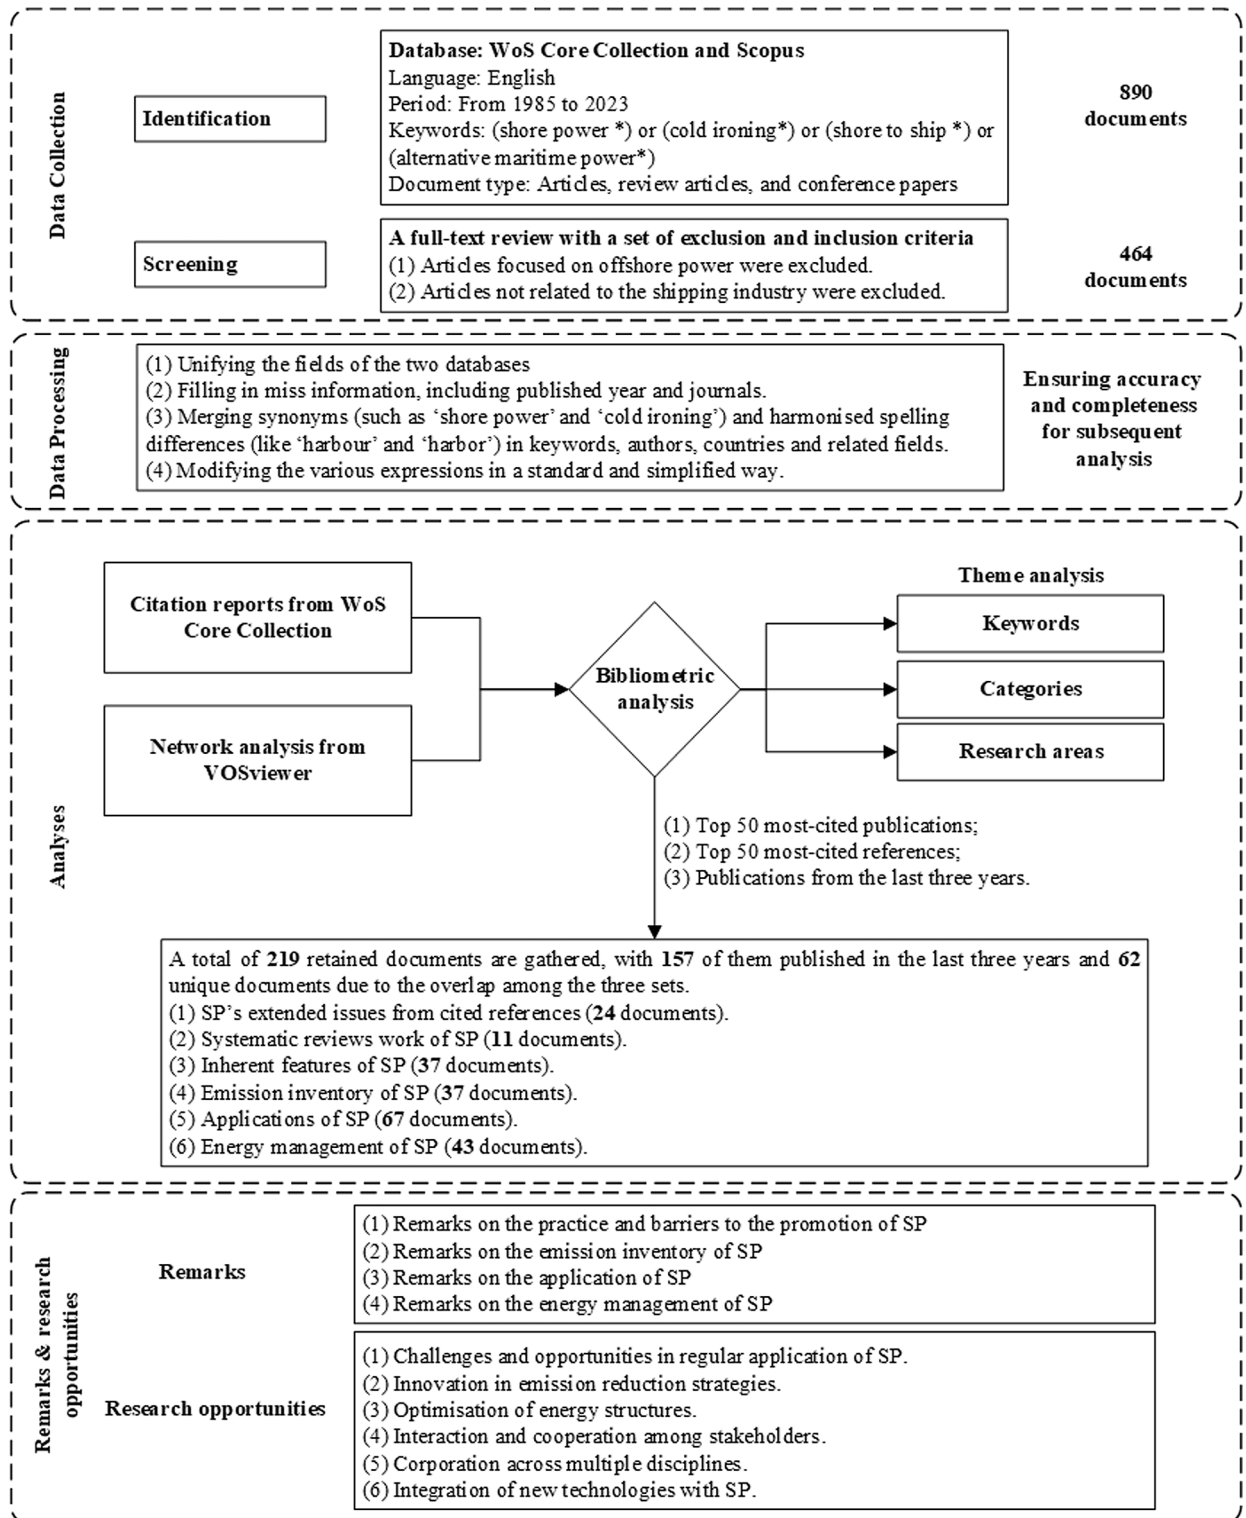 Data Collection
Identification
Database: WoS Core Collection and Scopus
Language: English
Period: From 1985 to 2023
Keywords: (shore power *) or (cold ironing*) or (shore to ship *) or
(alternative maritime power*)
Document type: Articles, review articles, and conference papers
890
documents
Screening
A full-text review with a set of exclusion and inclusion criteria
(1) Articles focused on offshore power were excluded.
(2) Articles not related to the shipping industry were excluded.
464
documents
Data Processing
(1) Unifying the fields of the two databases
(2) Filling in miss information, including published year and journals.
(3) Merging synonyms (such as ‘shore power’ and ‘cold ironing’) and harmonised spelling
differences (like ‘harbour’ and ‘harbor’) in keywords, authors, countries and related fields.
(4) Modifying the various expressions in a standard and simplified way.
Ensuring accuracy
and completeness
for subsequent
analysis
Analyses
Citation reports from WoS
Core Collection
Network analysis from
VOSviewer
Bibliometric
analysis
Theme analysis
Keywords
Categories
Research areas
(1) Top 50 most-cited publications;
(2) Top 50 most-cited references;
(3) Publications from the last three years.
A total of 219 retained documents are gathered, with 157 of them published in the last three years and 62
unique documents due to the overlap among the three sets.
(1) SP’s extended issues from cited references (24 documents).
(2) Systematic reviews work of SP (11 documents).
(3) Inherent features of SP (37 documents).
(4) Emission inventory of SP (37 documents).
(5) Applications of SP (67 documents).
(6) Energy management of SP (43 documents).
Remarks & research
opportunities
Remarks
(1) Remarks on the practice and barriers to the promotion of SP
(2) Remarks on the emission inventory of SP
(3) Remarks on the application of SP
(4) Remarks on the energy management of SP
Research opportunities
(1) Challenges and opportunities in regular application of SP.
(2) Innovation in emission reduction strategies.
(3) Optimisation of energy structures.
(4) Interaction and cooperation among stakeholders.
(5) Corporation across multiple disciplines.
(6) Integration of new technologies with SP.